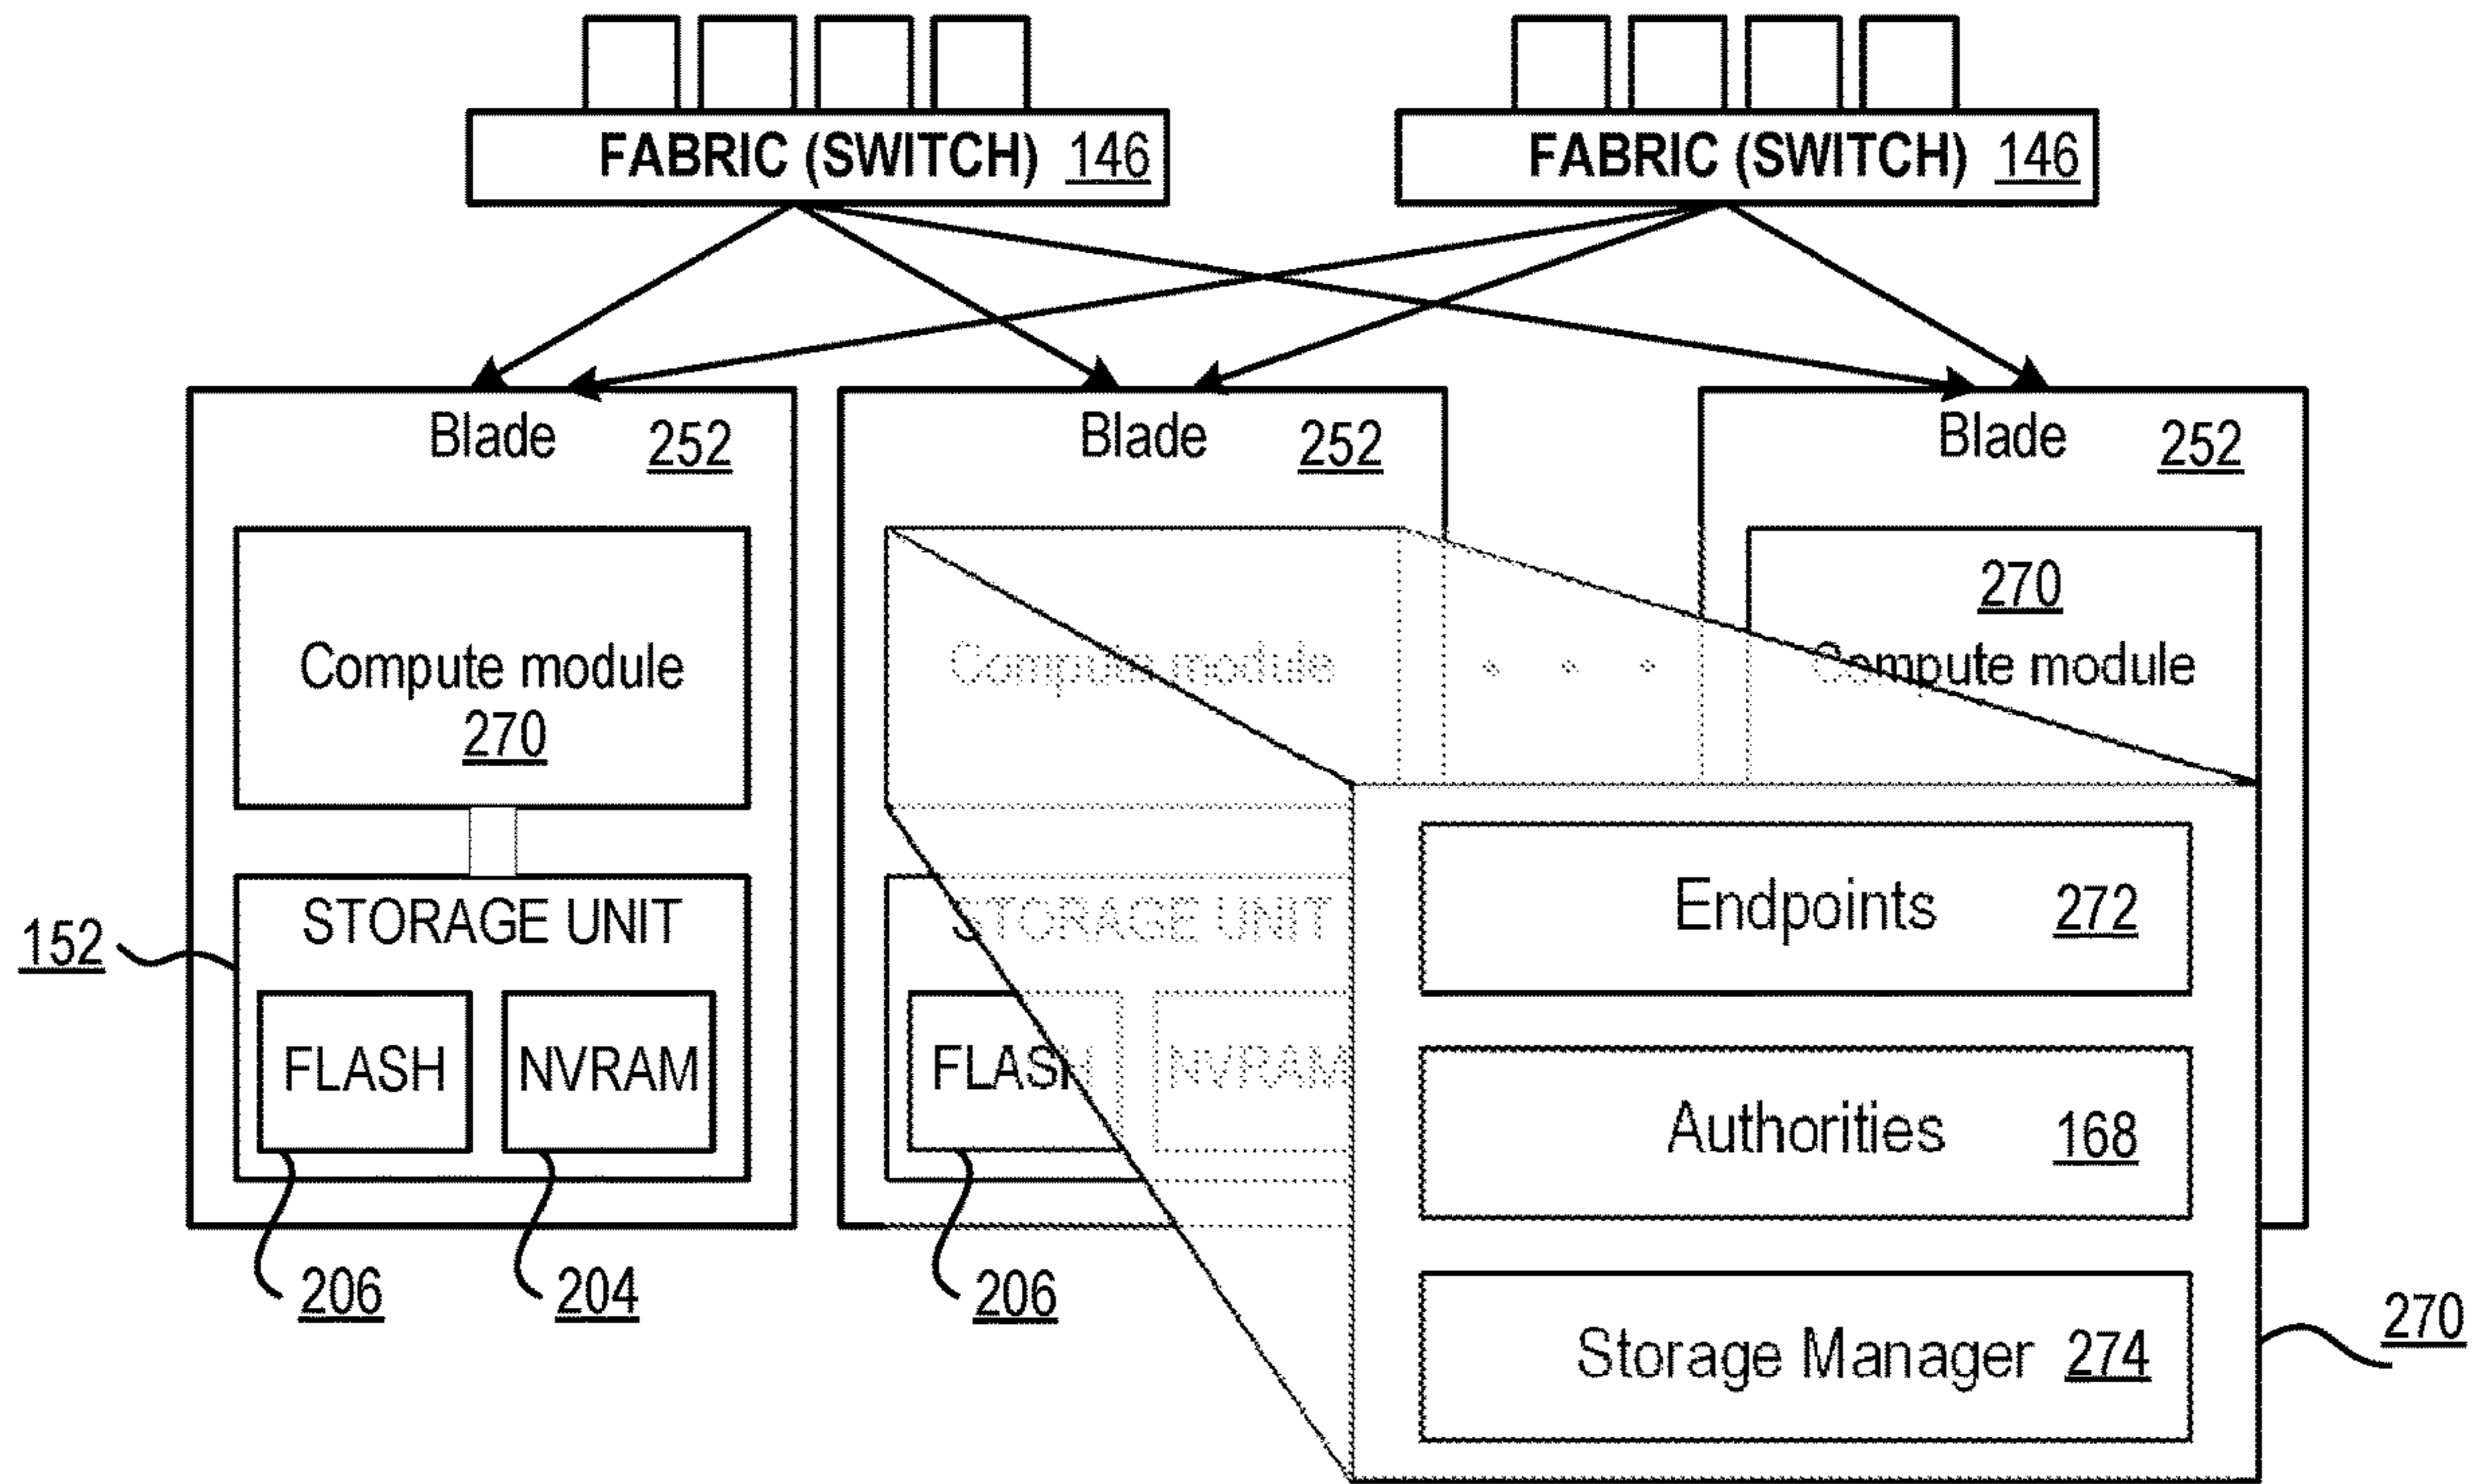 FABRIC (SWITCH) 146
FABRIC (SWITCH) 146
Blade 252
Blade 252
Blade 252
Compute module
270
Compute module
270
Compute module
STORAGE UNIT
152
FLASH
NVRAM
STORAGE UNIT
FLASH
NVRAM
Endpoints 272
Authorities 168
Storage Manager 274
206
204
206
270